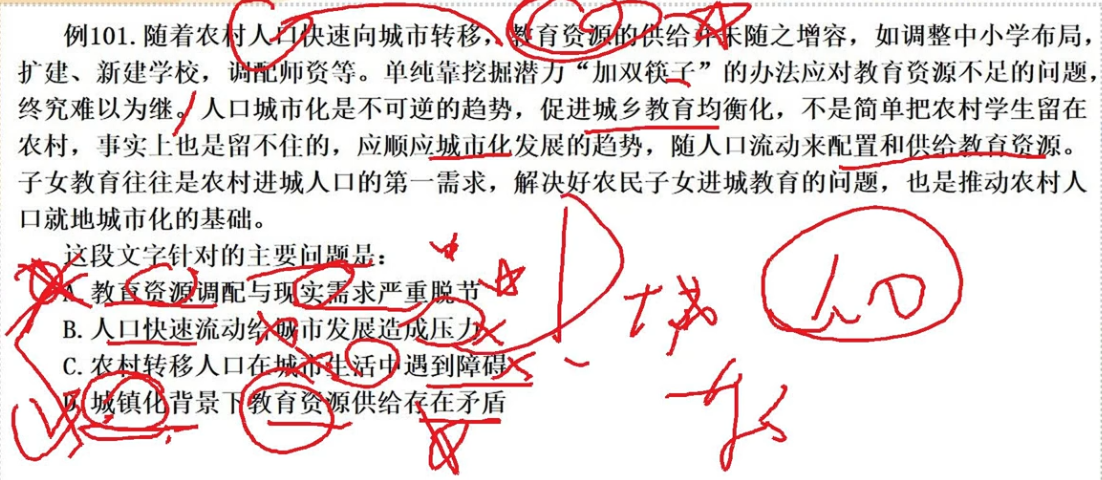 例101.随着农村人口快速向城市转移，教育资源的供给并未随之增容，如调整中小学布局，
扩建、新建学校，调配师资等。单纯靠挖掘潜力“加双筷子”的办法应对教育资源不足的问题，
终究难以为继。人口城市化是不可逆的趋势，促进城乡教育均衡化，不是简单把农村学生留在
农村，事实上也是留不住的，应顺应城市化发展的趋势，随人口流动来配置和供给教育资源。
子女教育往往是农村进城人口的第一需求，解决好农民子女进城教育的问题，也是推动农村人
口就地城市化的基础。
这段文字针对的主要问题是：
A.教育资源调配与现实需求严重脱节
B.人口快速流动给城市发展造成压力
C.农村转移人口在城市生活中遇到障碍
D.城镇化背景下教育资源供给存在矛盾
人口